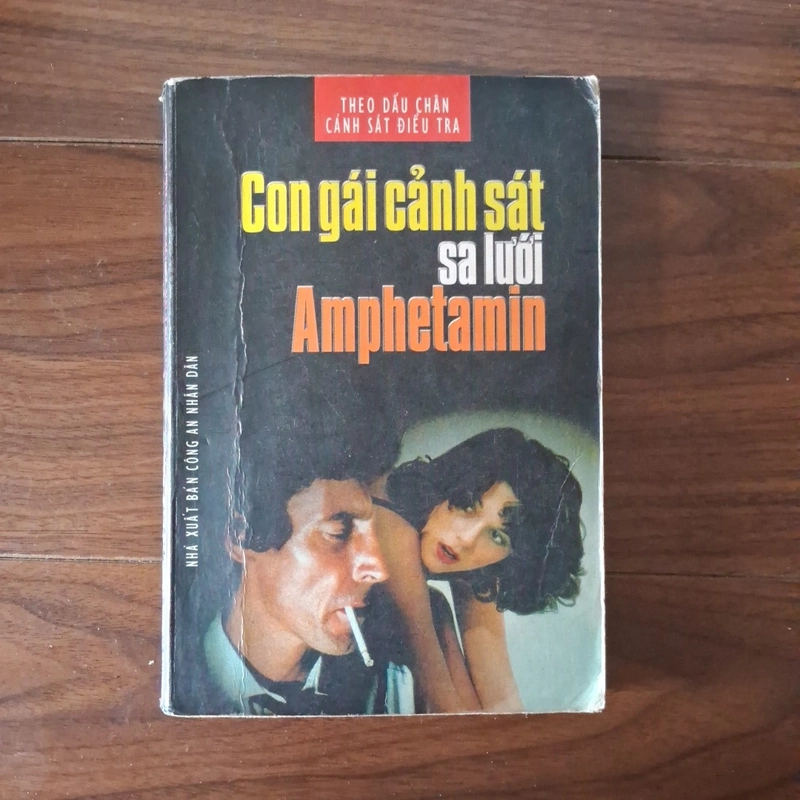 THEO DẤU CHÂN
CẢNH SÁT ĐIỀU TRA
Con gái cảnh sát
sa lưới
Amphetamin
NHÀ XUẤT BẢN CÔNG AN NHÂN DÂN